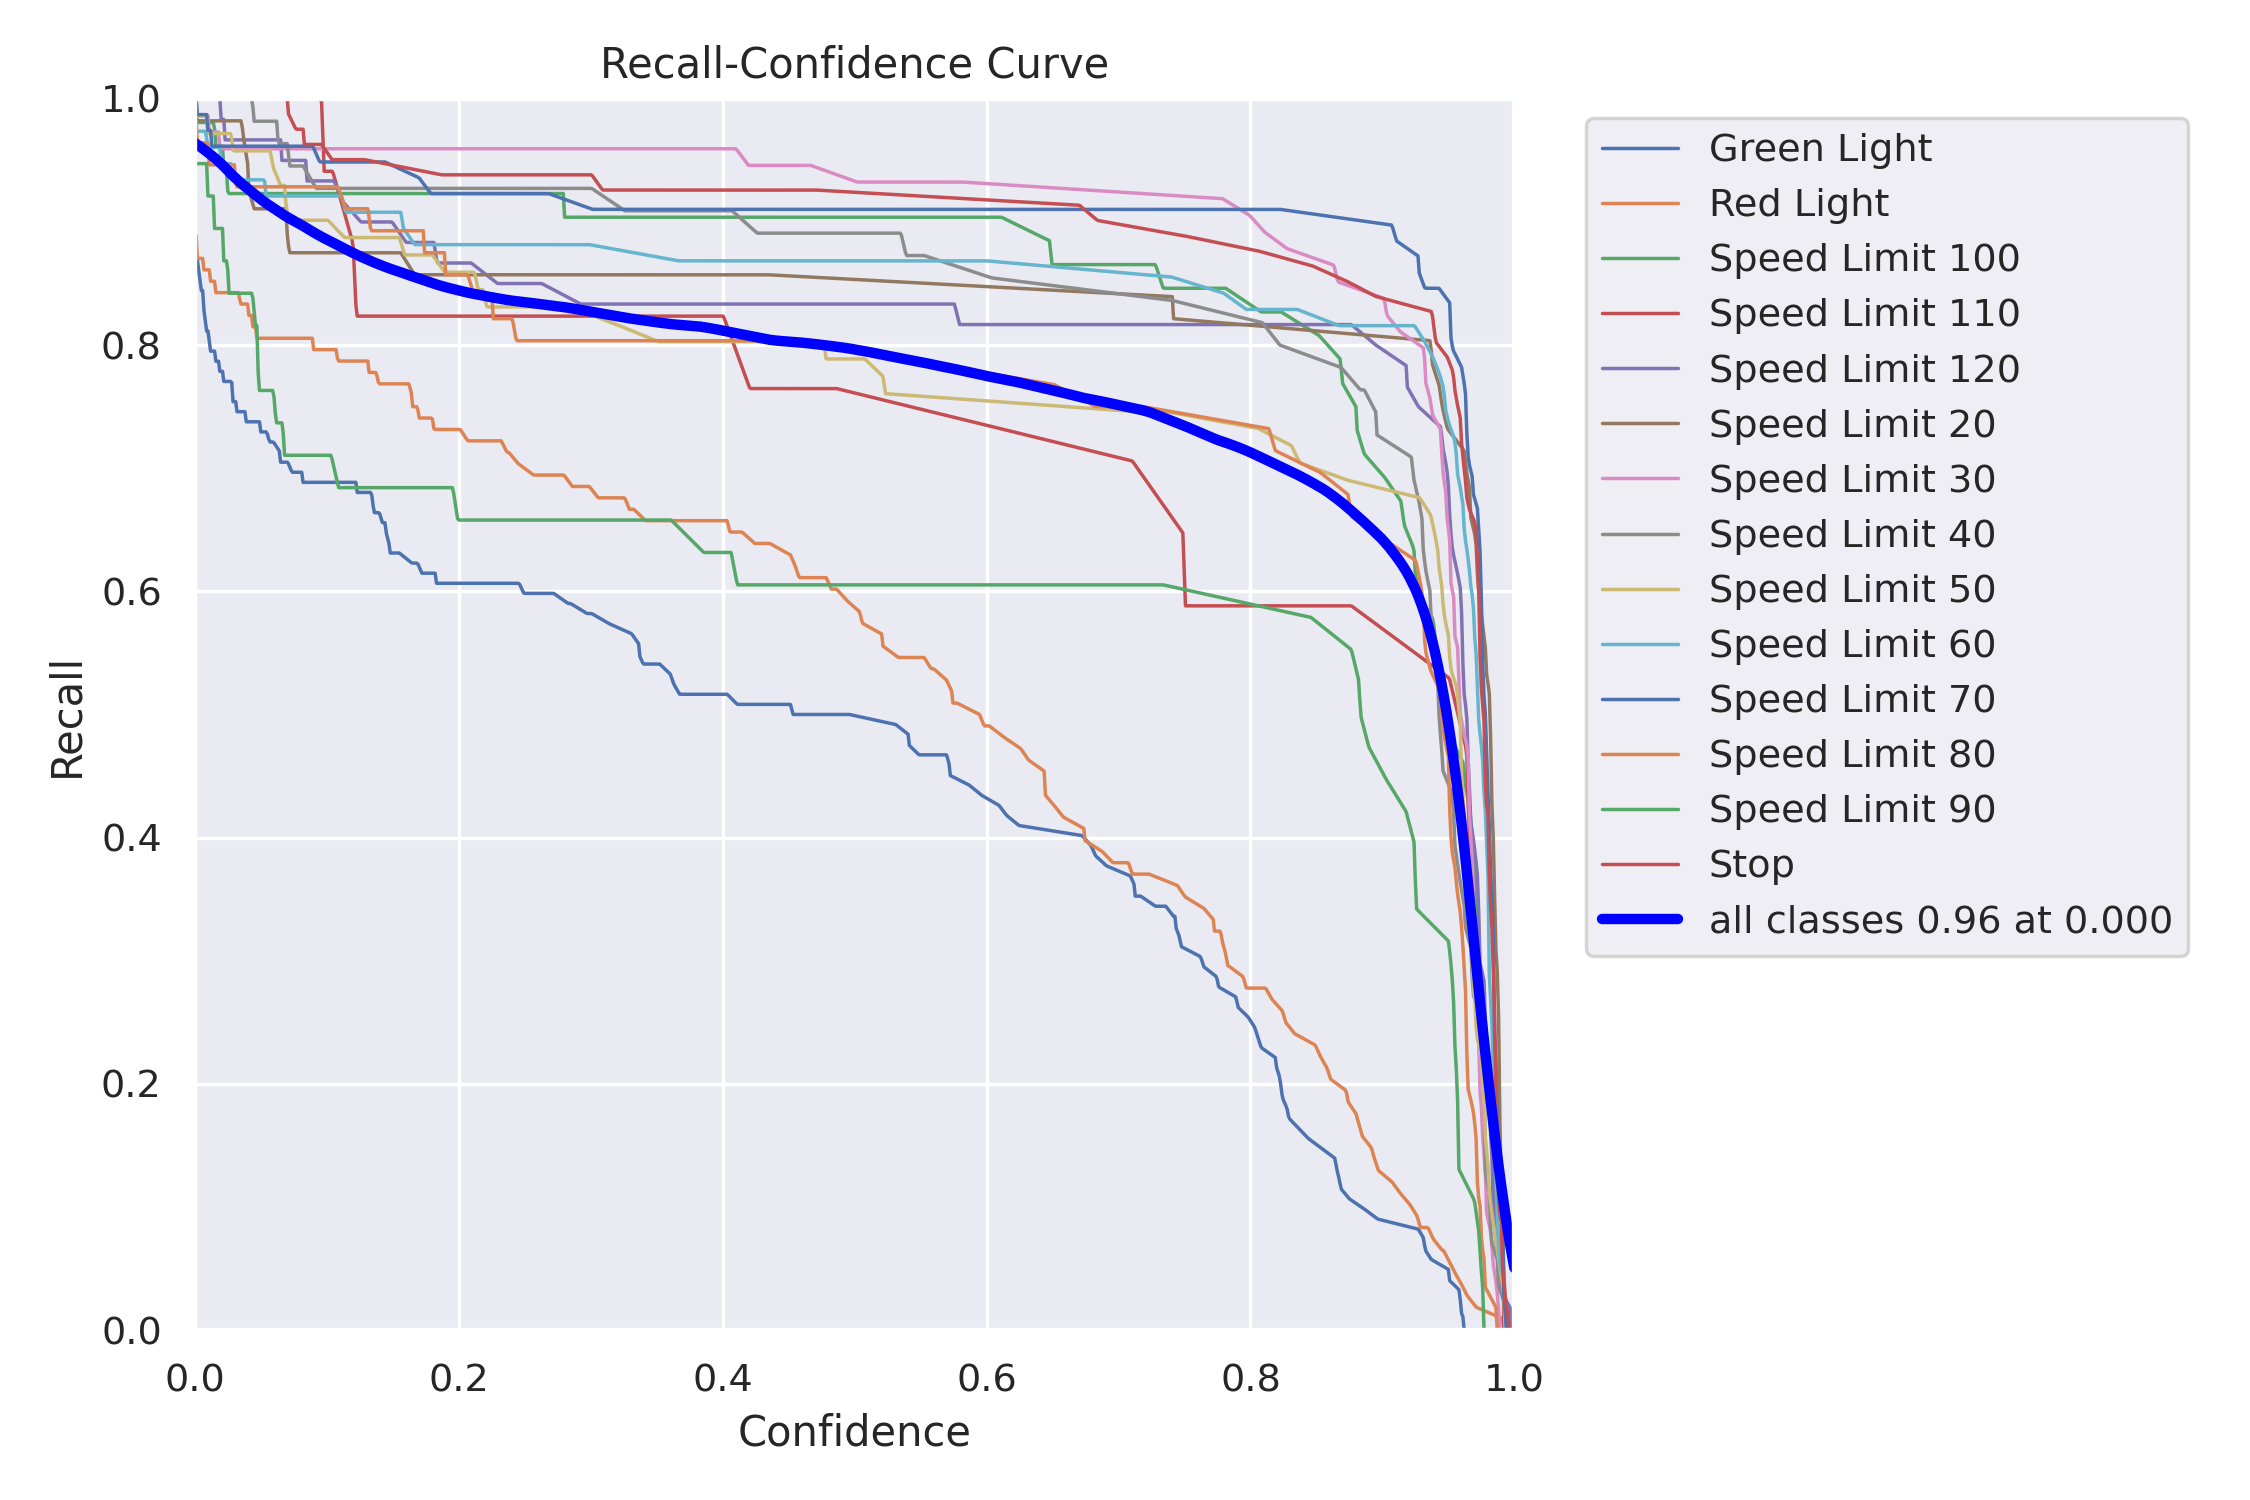 Recall-Confidence Curve
1.0
0.8
0.6
0.4
0.2
0.0
Recall
0.0 0.2 0.4 0.6 0.8 1.0
Confidence
Green Light
Red Light
Speed Limit 100
Speed Limit 110
Speed Limit 120
Speed Limit 20
Speed Limit 30
Speed Limit 40
Speed Limit 50
Speed Limit 60
Speed Limit 70
Speed Limit 80
Speed Limit 90
Stop
all classes 0.96 at 0.000